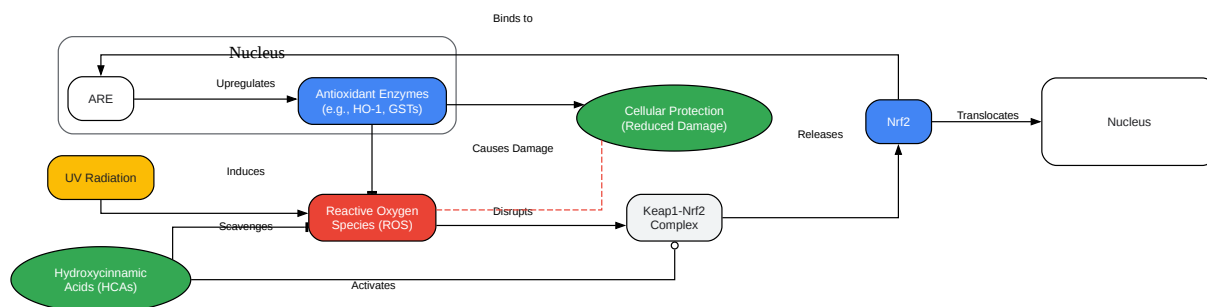 Binds to
Nucleus
ARE
Upregulates
Antioxidant Enzymes
(e.g., HO-1, GSTs)
Cellular Protection
(Reduced Damage)
Releases
Nrf2
Translocates
Nucleus
Causes Damage
UV Radiation
Induces
Reactive Oxygen
Species (ROS)
Scavenges
Disrupts
Keap1-Nrf2
Complex
Hydroxycinnamic
Acids (HCAs)
Activates